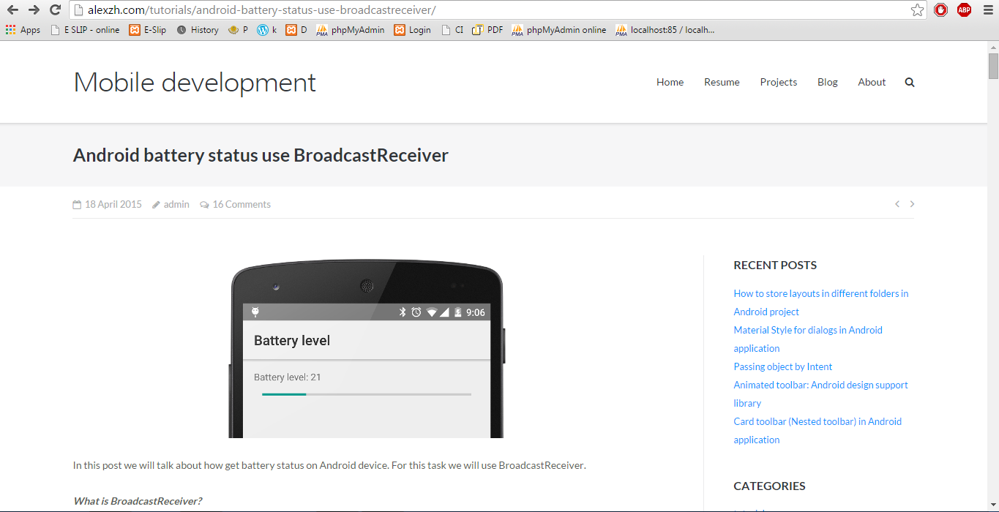 alexzh.com/tutorials/android-battery-status-use-broadcastreceiver/
ABP
Apps E SLIP - online E-Slip History P k D phpMyAdmin Login CI PDF phpMyAdmin online localhost:85 / localh...
Mobile development
Home Resume Projects Blog About
Android battery status use BroadcastReceiver
18 April 2015 admin 16 Comments
9:06
Battery level
Battery level: 21
In this post we will talk about how get battery status on Android device. For this task we will use BroadcastReceiver.
What is BroadcastReceiver?
RECENT POSTS
How to store layouts in different folders in
Android project
Material Style for dialogs in Android
application
Passing object by Intent
Animated toolbar: Android design support
library
Card toolbar (Nested toolbar) in Android
application
CATEGORIES